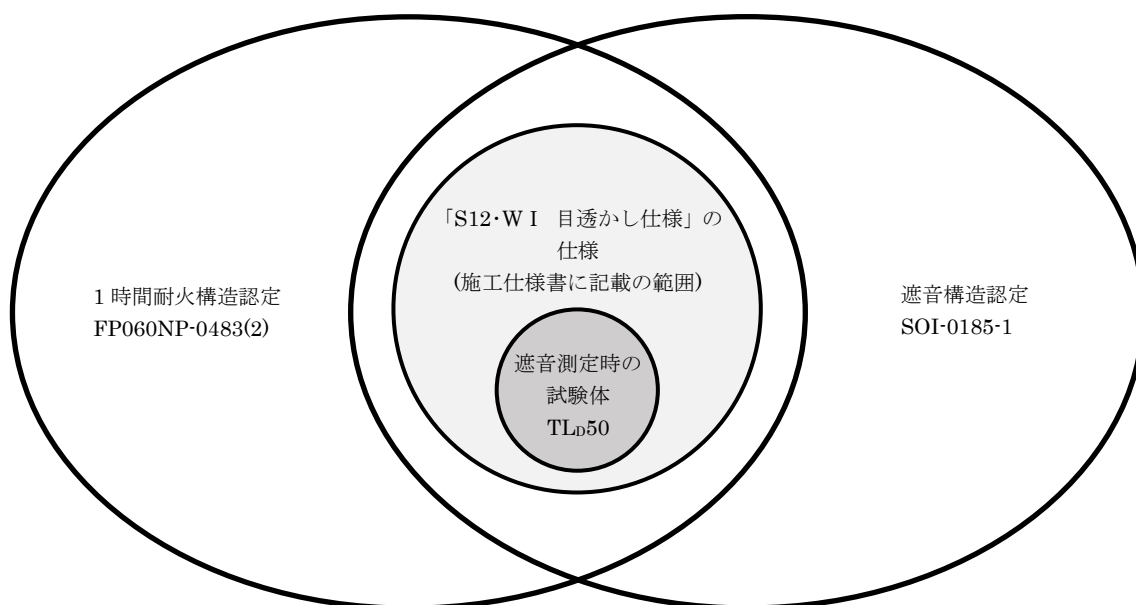 「S12・WⅠ 目透かし仕様」の
仕様
(施工仕様書に記載の範囲)
1 時間耐火構造認定
FP060NP-0483(2)
遮音構造認定
SOI-0185-1
遮音測定時の
試験体
TLD50